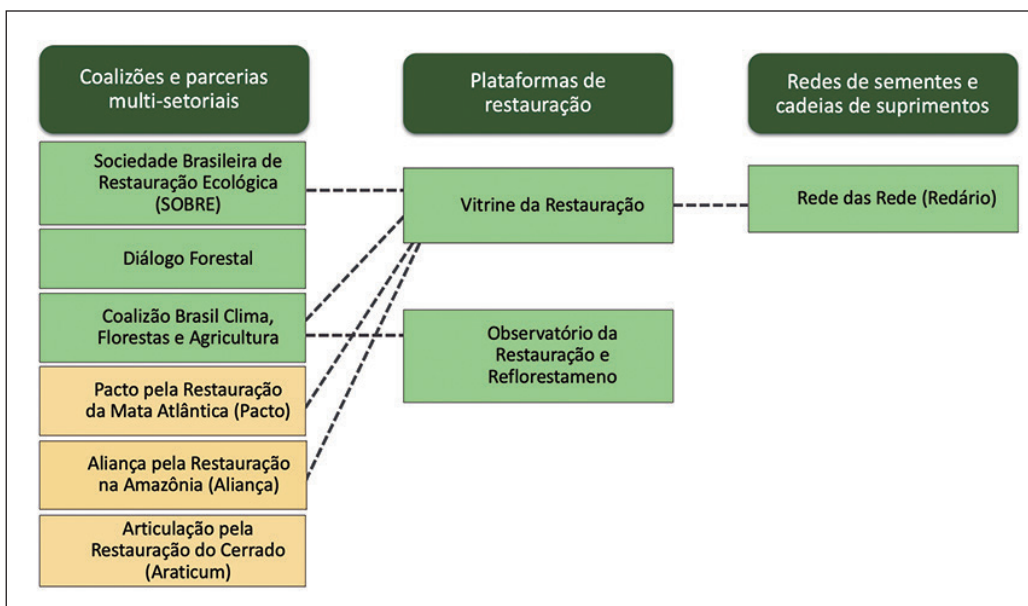 Coalizões e parcerias
multi-setoriais
Sociedade Brasileira de
Restauração Ecológica
(SOBRE)
Diálogo Forestal
Coalizão Brasil Clima,
Florestas e Agricultura
Pacto pela Restauração
da Mata Atlântica (Pacto)
Aliança pela Restauração
na Amazônia (Aliança)
Articulação pela
Restauração do Cerrado
(Araticum)
Plataformas de
restauração
Vitrine da Restauração
Observatório da
Restauração e
Reflorestameno
Redes de sementes e
cadeias de suprimentos
Rede das Rede (Redário)